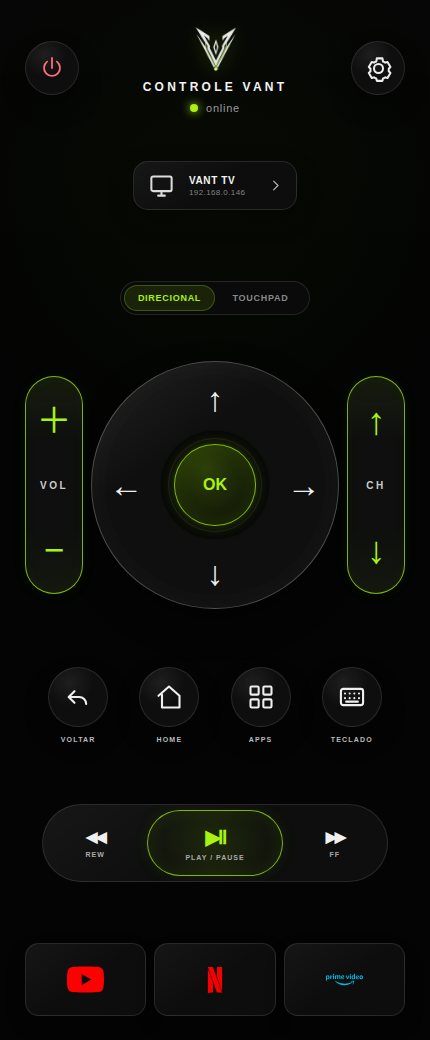 CONTROLE VANT
online
VANT TV
192.168.0.146
DIRECIONAL TOUCHPAD
VOL
OK
CH
VOLTAR HOME APPS TECLADO
REW PLAY / PAUSE FF
prime video